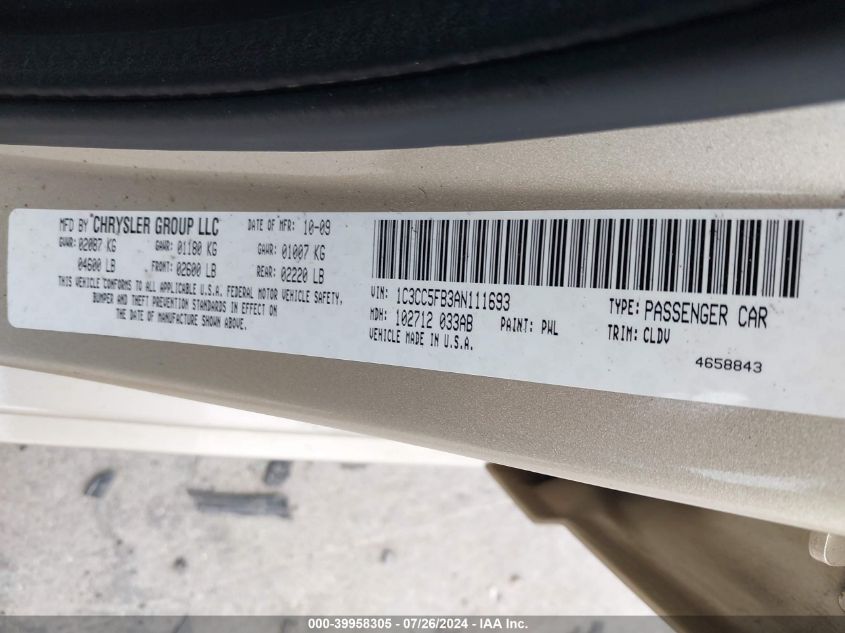 MFD BY CHRYSLER GROUP LLC DATE OF MFR: 10-09
GVWR: 02087 KG GAWR: 01180 KG GAWR: 01007 KG
04600 LB FRONT: 02600 LB REAR: 02220 LB
THIS VEHICLE CONFORMS TO ALL APPLICABLE U.S.A. FEDERAL MOTOR VEHICLE SAFETY,
BUMPER AND THEFT PREVENTION STANDARDS IN EFFECT ON
THE DATE OF MANUFACTURE SHOWN ABOVE.
VIN: 1C3CC5FB3AN111693 TYPE: PASSENGER CAR
MDH: 102712 033AB PAINT: PWL TRIM: CLDV
VEHICLE MADE IN U.S.A.
4658843
000-39958305 - 07/26/2024 - IAA Inc.